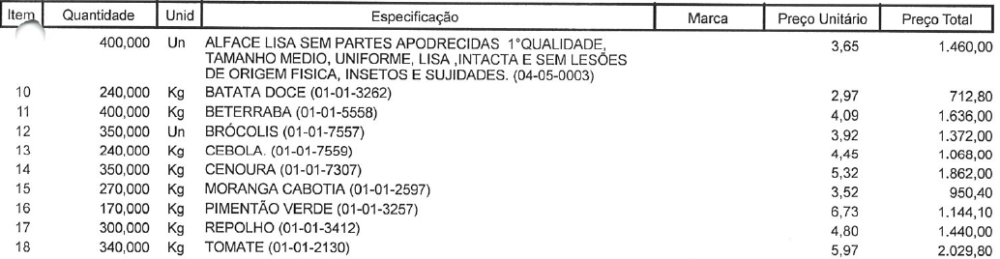 Item Quantidade Unid Especificação Marca Preço Unitário Preço Total
400,000 Un ALFACE LISA SEM PARTES APODRECIDAS 1°QUALIDADE, 3,65 1.460,00
TAMANHO MEDIO, UNIFORME, LISA ,INTACTA E SEM LESÕES
DE ORIGEM FISICA, INSETOS E SUJIDADES. (04-05-0003)
10 240,000 Kg BATATA DOCE (01-01-3262) 2,97 712,80
11 400,000 Kg BETERRABA (01-01-5558) 4,09 1.636,00
12 350,000 Un BRÓCOLIS (01-01-7557) 3,92 1.372,00
13 240,000 Kg CEBOLA. (01-01-7559) 4,45 1.068,00
14 350,000 Kg CENOURA (01-01-7307) 5,32 1.862,00
15 270,000 Kg MORANGA CABOTIA (01-01-2597) 3,52 950,40
16 170,000 Kg PIMENTÃO VERDE (01-01-3257) 6,73 1.144,10
17 300,000 Kg REPOLHO (01-01-3412) 4,80 1.440,00
18 340,000 Kg TOMATE (01-01-2130) 5,97 2.029,80